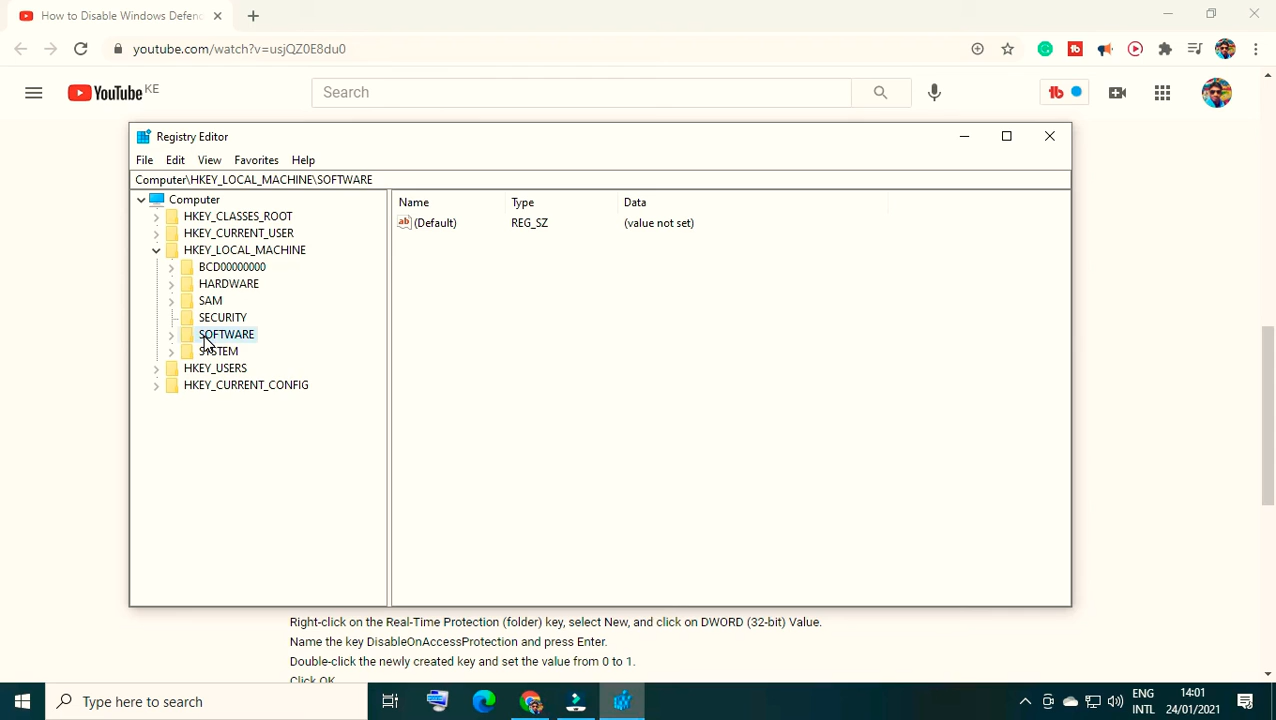 How to Disable Windows Defenc
youtube.com/watch?v=usjQZ0E8du0
YouTube KE
Search
Registry Editor
File Edit View Favorites Help
Computer\HKEY_LOCAL_MACHINE\SOFTWARE
Computer
HKEY_CLASSES_ROOT
HKEY_CURRENT_USER
HKEY_LOCAL_MACHINE
BCD00000000
HARDWARE
SAM
SECURITY
SOFTWARE
SYSTEM
HKEY_USERS
HKEY_CURRENT_CONFIG
Name Type Data
ab (Default) REG_SZ (value not set)
Right-click on the Real-Time Protection (folder) key, select New, and click on DWORD (32-bit) Value.
Name the key DisableOnAccessProtection and press Enter.
Double-click the newly created key and set the value from 0 to 1.
Click OK
Type here to search
ENG
INTL
14:01
24/01/2021